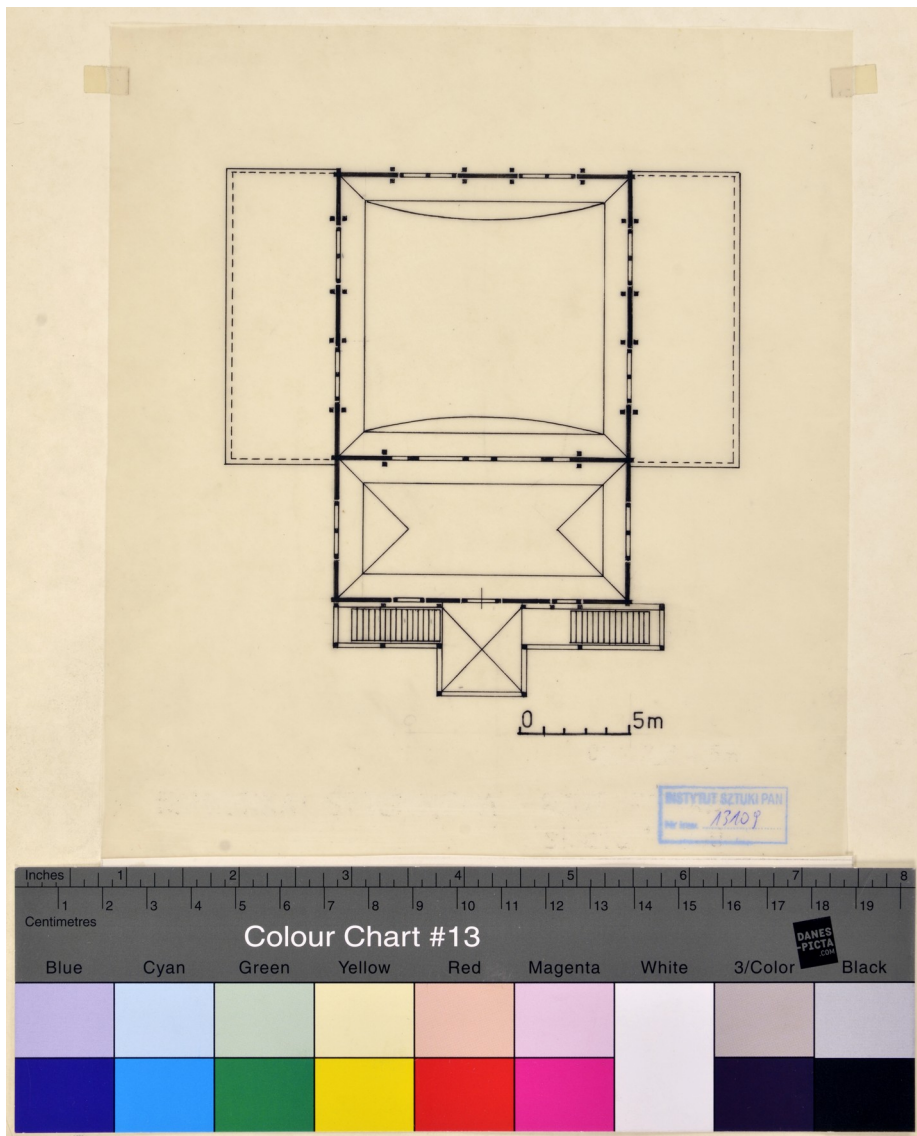 0 5m
INSTYTUT SZTUKI PAN
Nr inw. 13109
Inches 1 2 3 4 5 6 7 8
1 2 3 4 5 6 7 8 9 10 11 12 13 14 15 16 17 18 19
Centimetres
Colour Chart #13
DANES
-PICTA
.COM
Blue Cyan Green Yellow Red Magenta White 3/Color Black